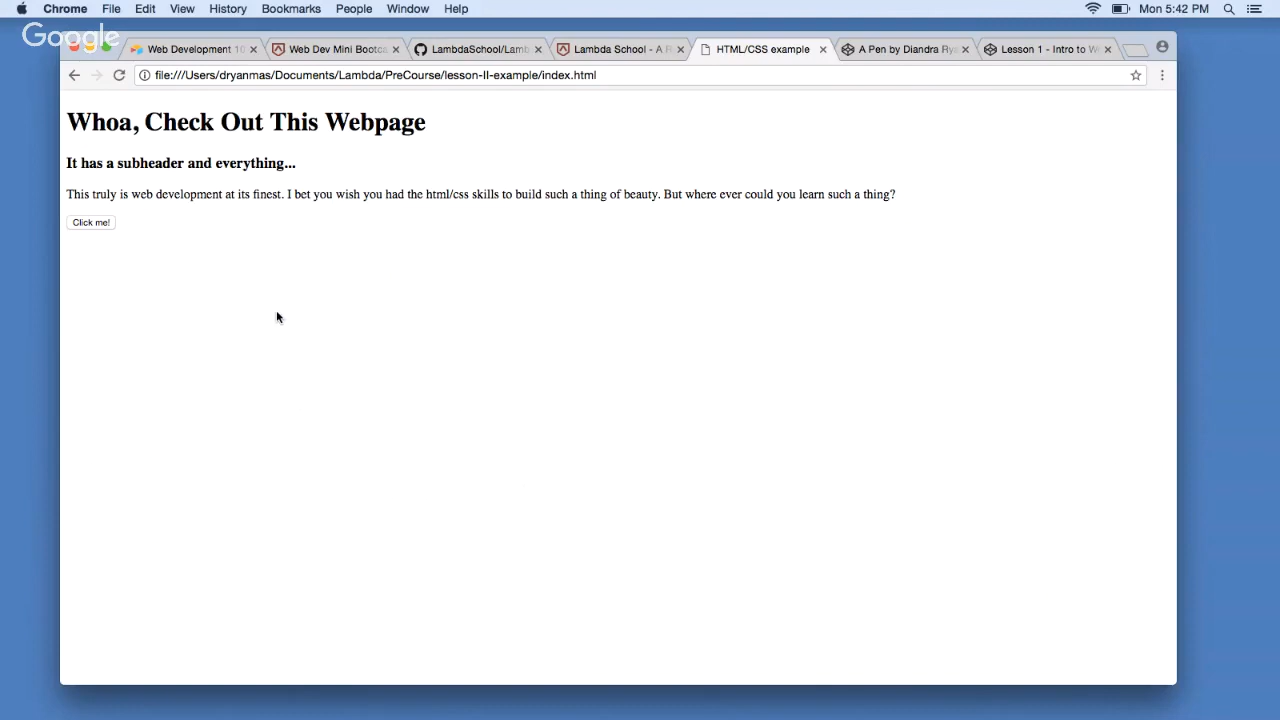 Chrome File Edit View History Bookmarks People Window Help Mon 5:42 PM
Google
Web Development 10 Web Dev Mini Bootca LambdaSchool/Lamb Lambda School - A R HTML/CSS example A Pen by Diandra Rya Lesson 1 - Intro to W
file:///Users/dryanmas/Documents/Lambda/PreCourse/lesson-II-example/index.html
Whoa, Check Out This Webpage
It has a subheader and everything...
This truly is web development at its finest. I bet you wish you had the html/css skills to build such a thing of beauty. But where ever could you learn such a thing?
Click me!